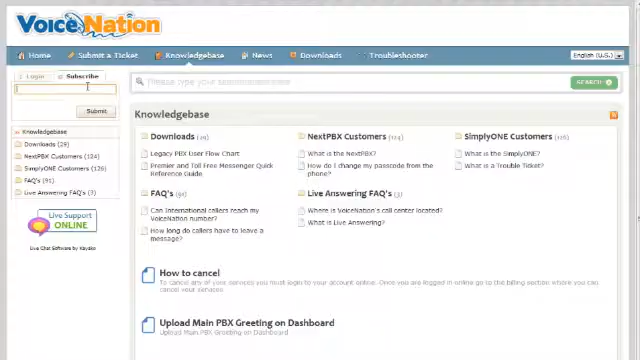 VoiceNation
Home
Submit a Ticket
Knowledgebase
News
Downloads
Troubleshooter
English (U.S.)
Login
Subscribe
Please type your
SEARCH
Submit
Knowledgebase
Downloads (29)
NextPBX Customers (124)
SimplyONE Customers (126)
FAQ's (91)
Live Answering FAQ's (3)
Live Support
ONLINE
Live Chat Software by Kayako
Knowledgebase
Downloads (29)
Legacy PBX User Flow Chart
Premier and Toll Free Messenger Quick
Reference Guide
NextPBX Customers (124)
What is the NextPBX?
How do I change my passcode from the
phone?
SimplyONE Customers (126)
What is the SimplyONE?
What is a Trouble Ticket?
FAQ's (91)
Can International callers reach my
VoiceNation number?
How long do callers have to leave a
message?
Live Answering FAQ's (3)
Where is VoiceNation's call center located?
What is Live Answering?
How to cancel
To cancel any of your services you must login to your account online. Once you are logged in online go to the billing section where you can
cancel your services
Upload Main PBX Greeting on Dashboard
Upload Main PBX Greeting on Dashboard